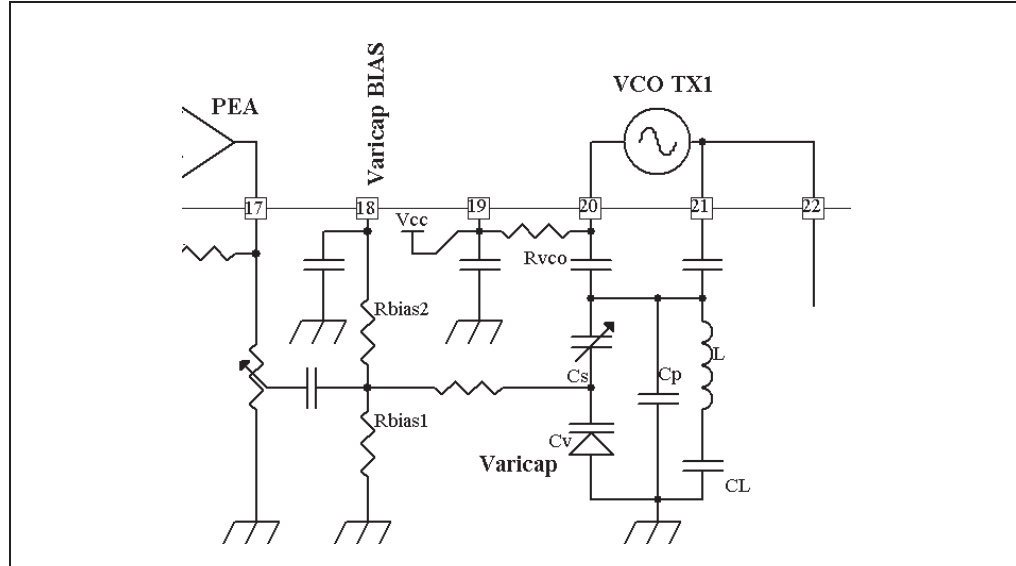 PEA
Varicap BIAS
VCO TX1
17
18
19
20
21
22
Vcc
Rvco
Rbias2
Cs
Cp
L
Rbias1
Cv
Varicap
CL